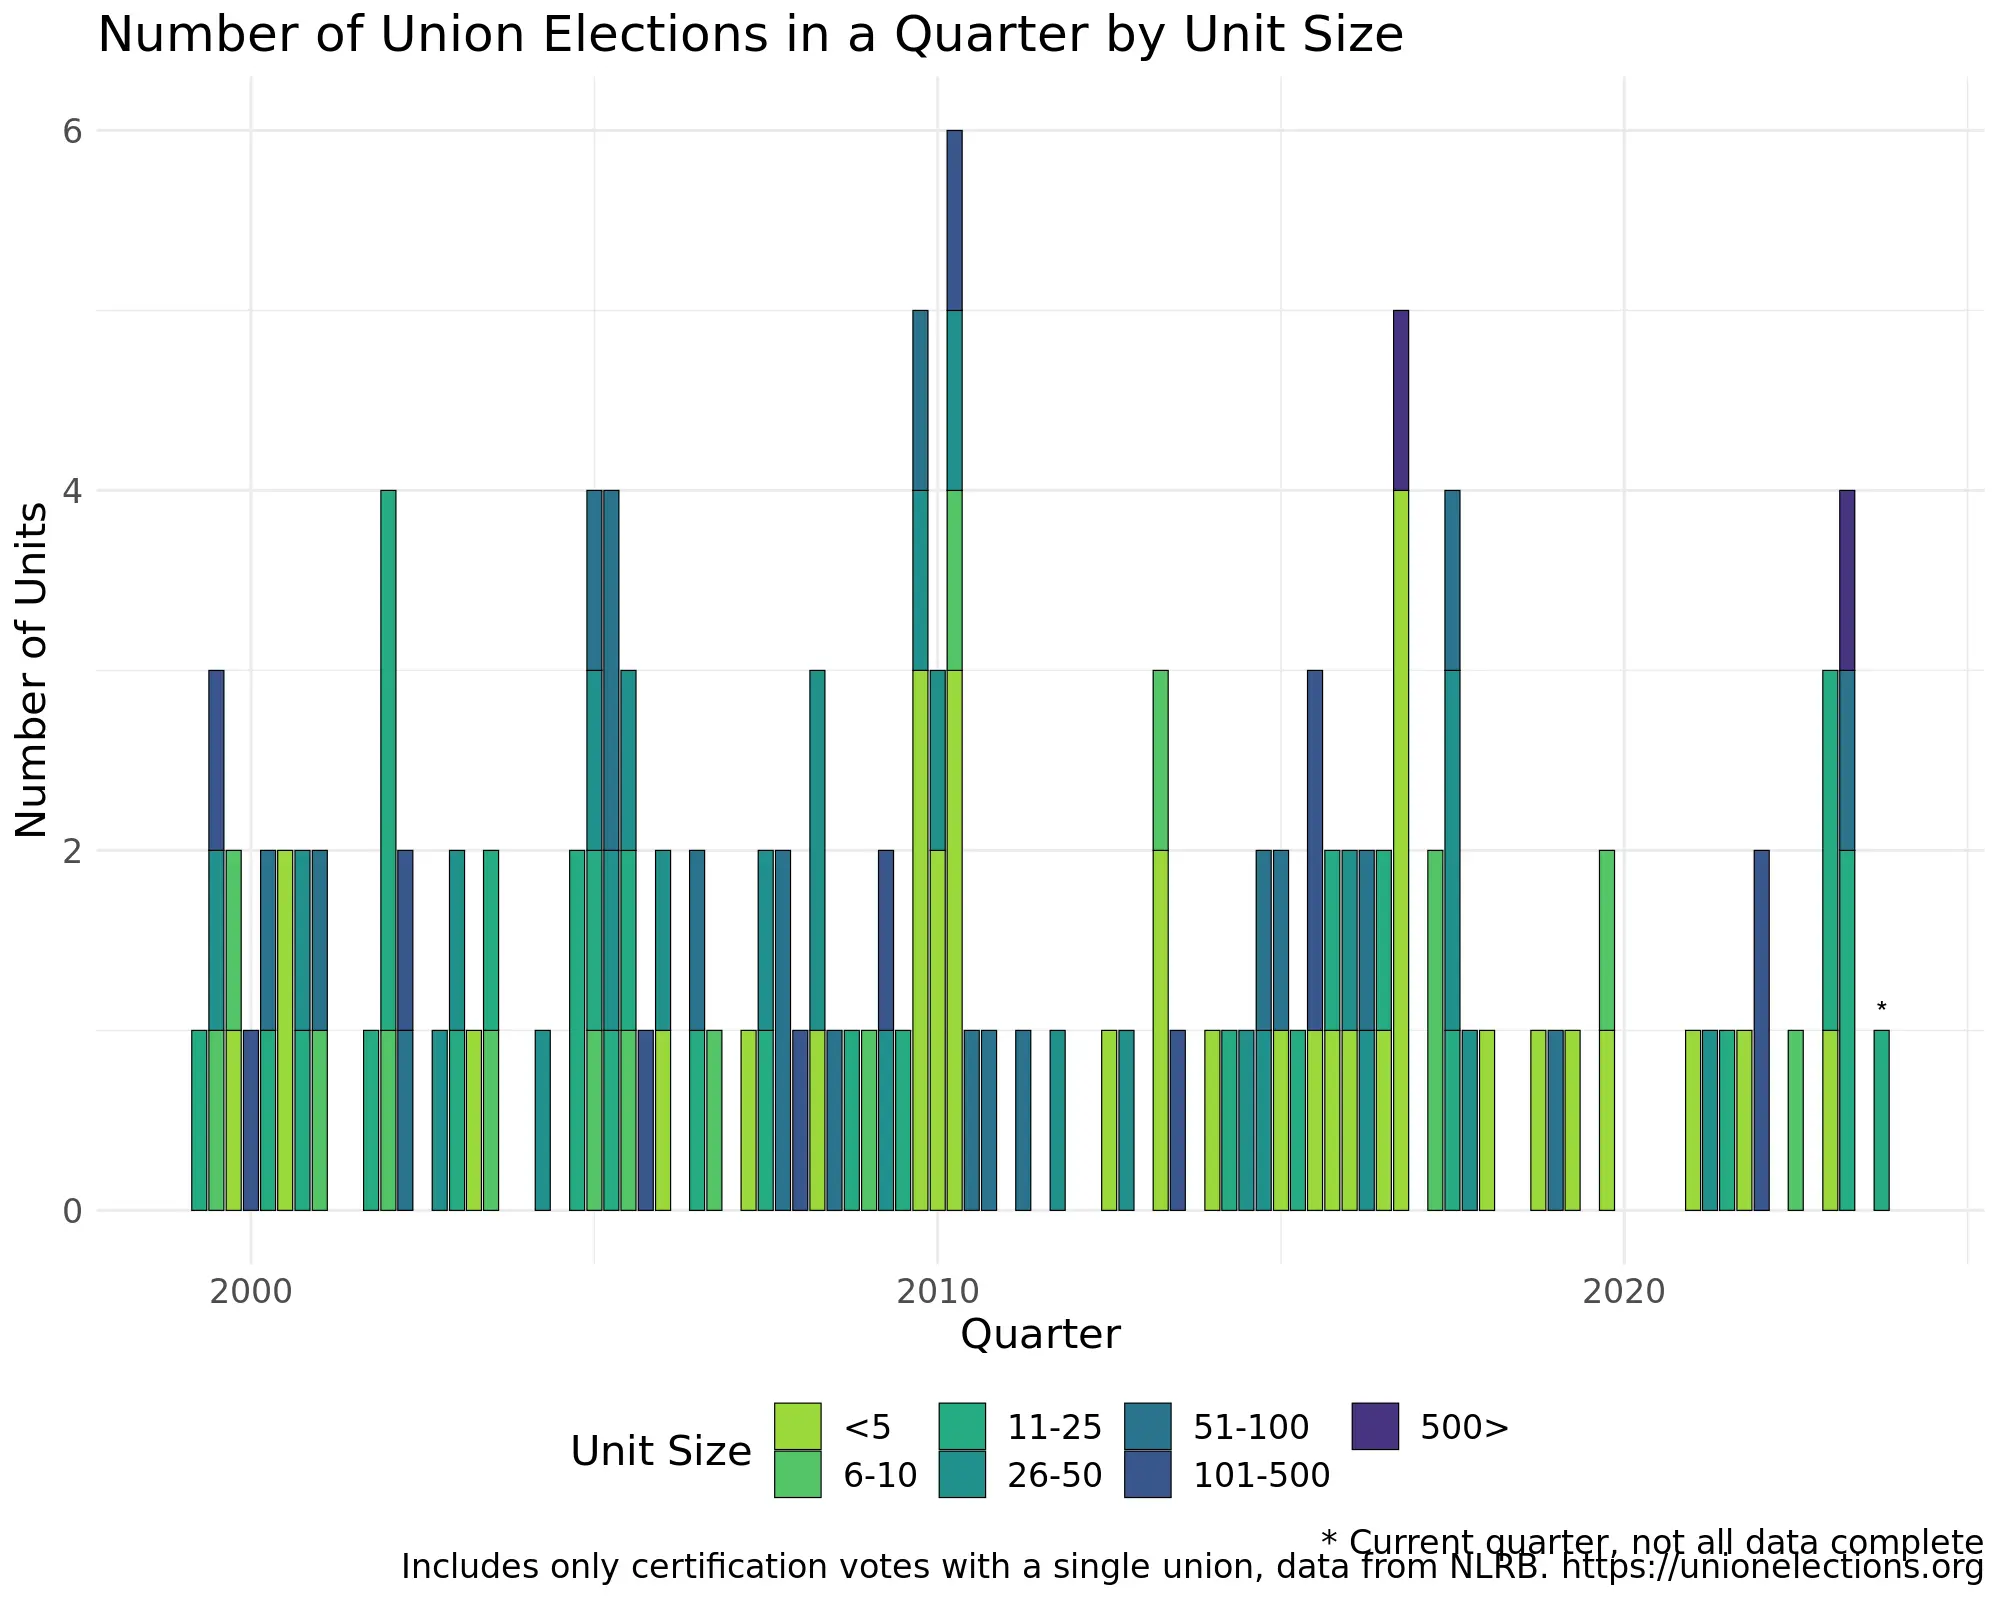 Number of Union Elections in a Quarter by Unit Size
Number of Units
6
4
2
0
*
2000 2010 2020
Quarter
Unit Size
<5 11-25 51-100 500>
6-10 26-50 101-500
* Current quarter, not all data complete
Includes only certification votes with a single union, data from NLRB. https://unionelections.org